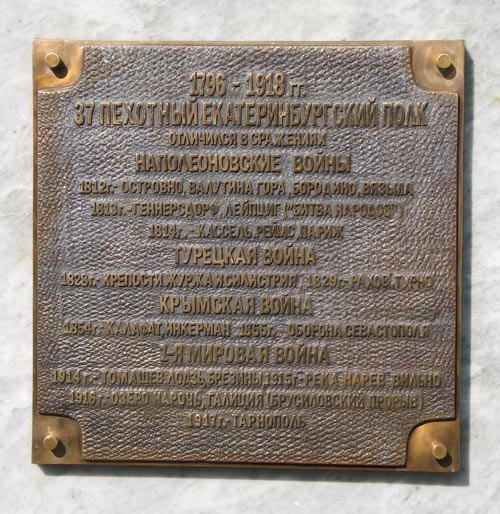 1796 - 1918 гг.
37 ПЕХОТНЫЙ ЕКАТЕРИНБУРГСКИЙ ПОЛК
ОТЛИЧИЛСЯ В СРАЖЕНИЯХ
НАПОЛЕОНОВСКИЕ ВОЙНЫ
1812г.- ОСТРОВНО, ВАЛУТИНА ГОРА, БОРОДИНО, ВЯЗЬМА
1813г.-ГЕННЕРСДОРФ, ЛЕЙПЦИГ ("БИТВА НАРОДОВ")
1814г.-КАССЕЛЬ, РЕЙМС, ПАРИЖ
ТУРЕЦКАЯ ВОЙНА
1828г.-КРЕПОСТИ ЖУРЖА И СИЛИСТРИЯ, 1829г.-РАХОВ, ТУРНО
КРЫМСКАЯ ВОЙНА
1854г.-КАЛАФАТ, ИНКЕРМАН 1855г. ОБОРОНА СЕВАСТОПОЛЯ
1-Я МИРОВАЯ ВОЙНА
1914г.-ТОМАШЕВ, ЛОДЗЬ, БРЕЗИНЫ, 1915г-РЕКА НАРЕВ, ВИЛЬНО
1916г.-ОЗЕРО НАРОЧЬ, ГАЛИЦИЯ (БРУСИЛОВСКИЙ ПРОРЫВ)
1917г.-ТАРНОПОЛЬ